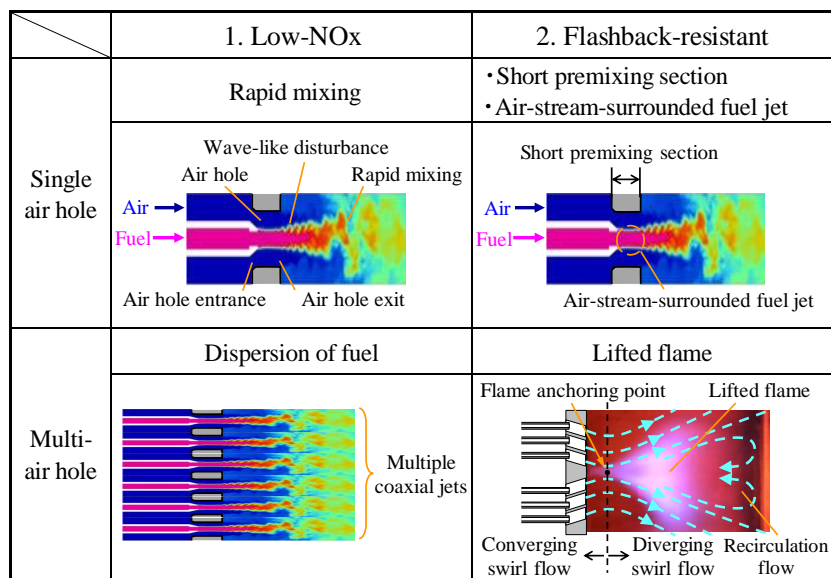 1. Low-NOx
2. Flashback-resistant
Single
air hole
Rapid mixing
・Short premixing section
・Air-stream-surrounded fuel jet
Wave-like disturbance
Air hole
Rapid mixing
Air
Fuel
Air hole entrance
Air hole exit
Short premixing section
Air
Fuel
Air-stream-surrounded fuel jet
Multi-
air hole
Dispersion of fuel
Lifted flame
Multiple
coaxial jets
Flame anchoring point
Lifted flame
Converging
swirl flow
Diverging
swirl flow
Recirculation
flow